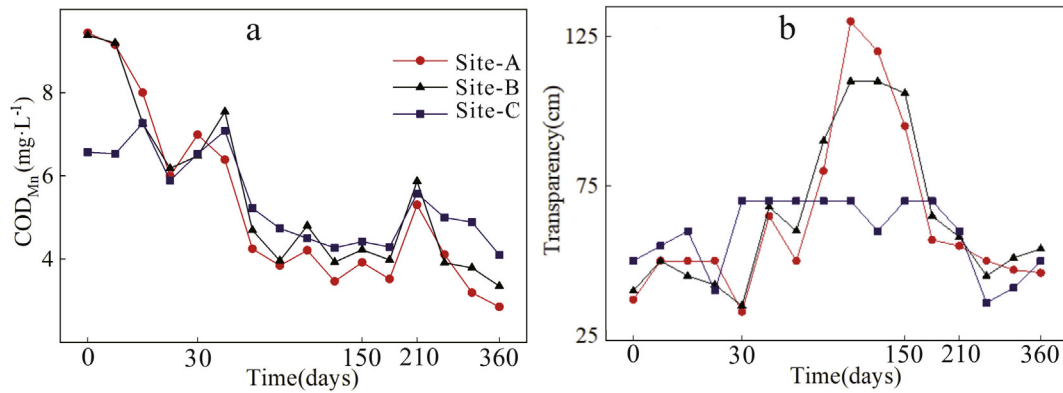 a
Site-A
Site-B
Site-C
8
6
4
COD_Mn (mg·L⁻¹)
0 30 150 210 360
Time(days)
b
125
75
25
Transparency(cm)
0 30 150 210 360
Time(days)